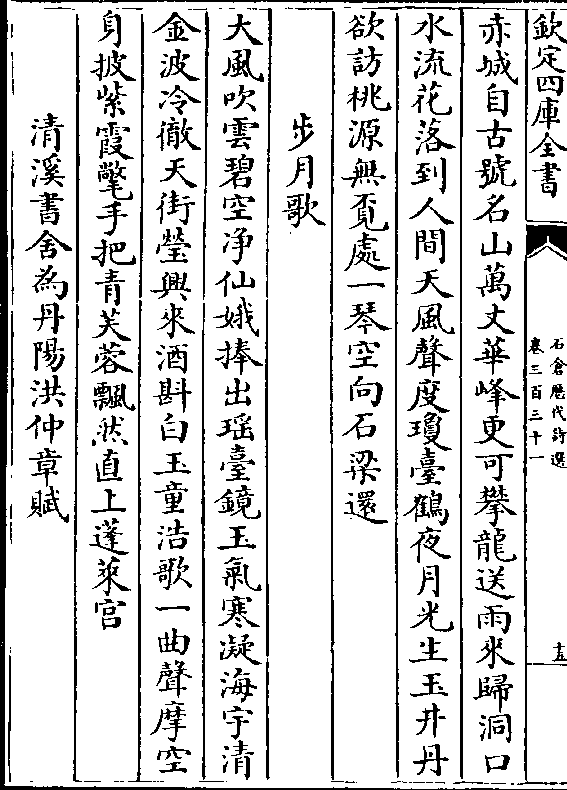 欽定四庫全書
石倉歷代詩選
卷三百三十一
十五
赤城自古號名山萬丈華峰更可攀龍送雨來歸洞口
水流花落到人間天風聲度瓊臺鶴夜月光生玉井丹
欲訪桃源無覔處一琴空向石梁還
步月歌
大風吹雲碧空净仙娥捧出瑶臺鏡玉氣寒凝海宇清
金波冷徹天街瑩興來酒斟白玉童浩歌一曲聲摩空
身披紫霞氅手把青芙蓉飄然直上蓬萊宫
清溪書舍為丹陽洪仲章賦